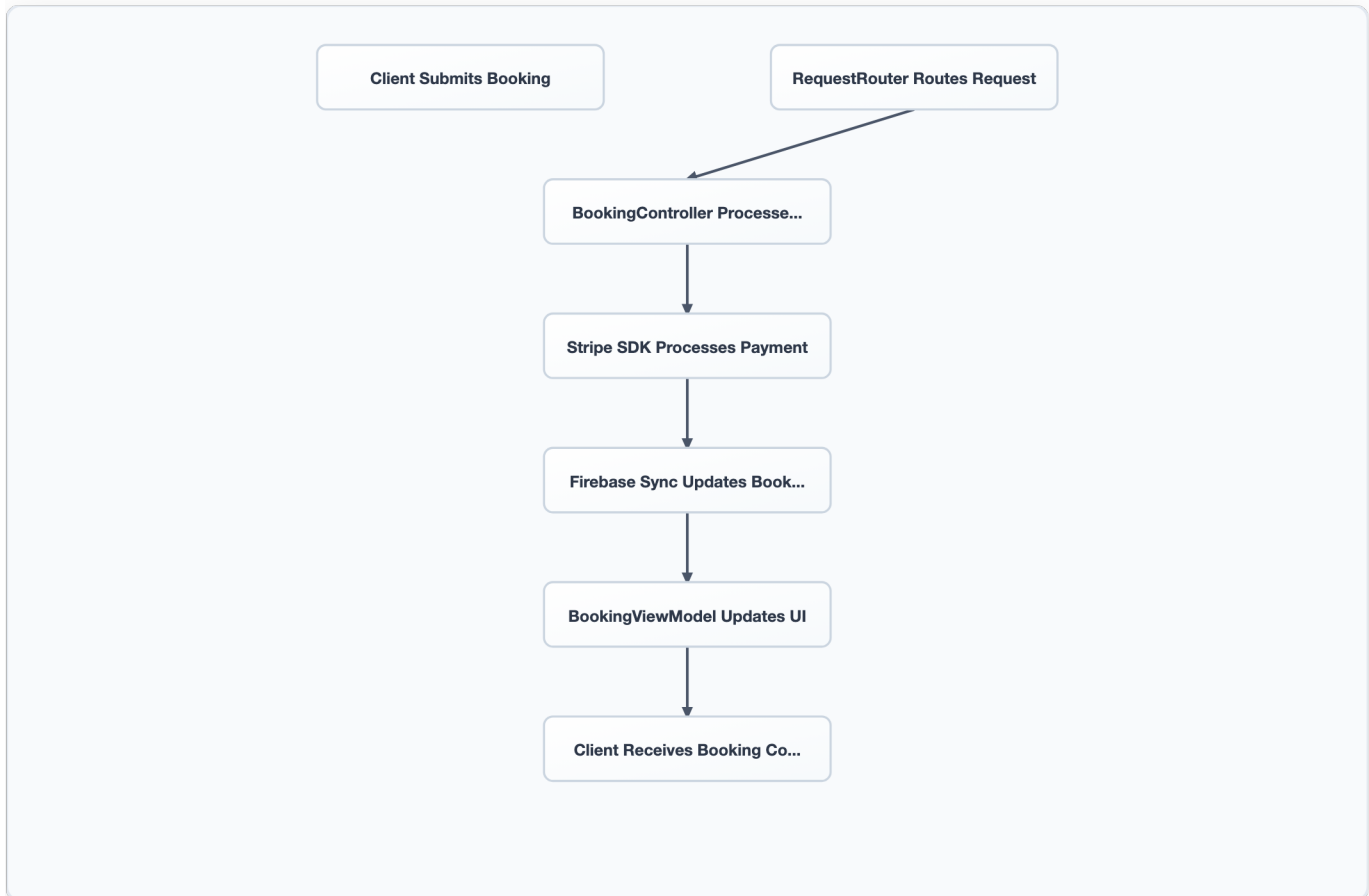 Client Submits Booking
RequestRouter Routes Request
BookingController Processe...
Stripe SDK Processes Payment
Firebase Sync Updates Book...
BookingViewModel Updates UI
Client Receives Booking Co...